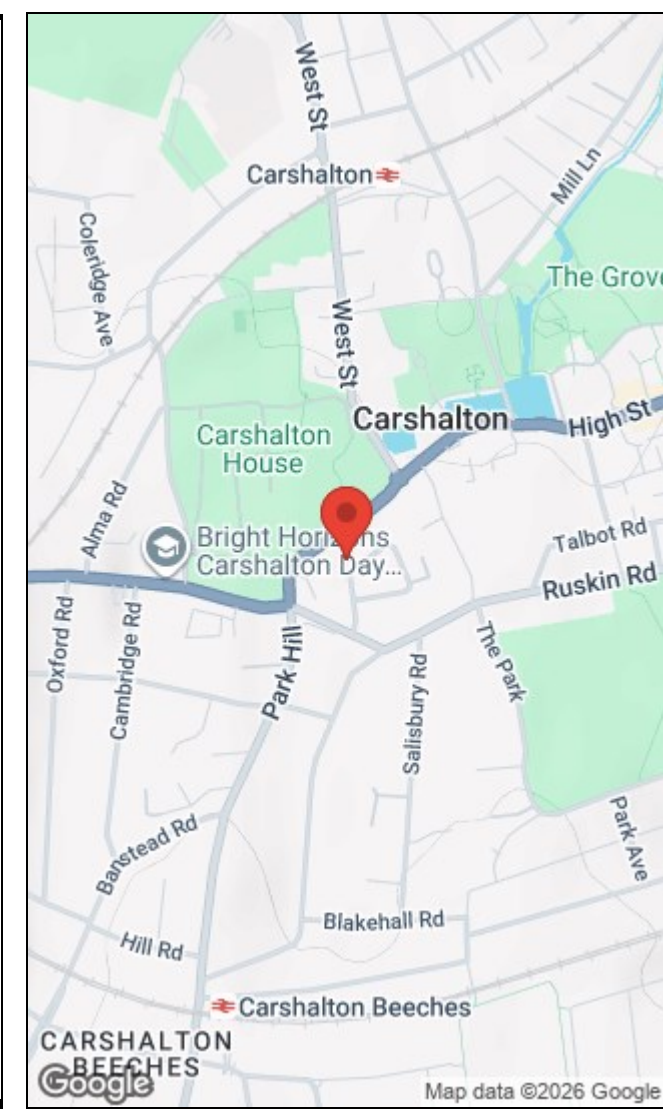 West St
Carshalton
Mill Ln
Coleridge Ave
The Grove
West St
Carshalton
High St
Carshalton
House
Alma Rd
Bright Horizons
Carshalton Day...
Talbot Rd
Ruskin Rd
Oxford Rd
Cambridge Rd
Park Hill
The Park
Salisbury Rd
Park Ave
Banstead Rd
Blakehall Rd
Hill Rd
Carshalton Beeches
CARSHALTON
BEECHES
Google
Map data ©2026 Google